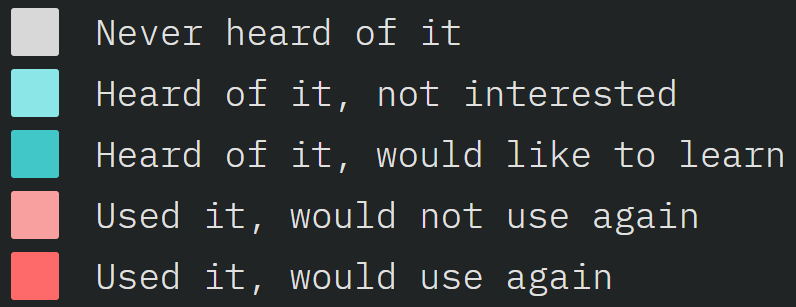 Never heard of it
Heard of it, not interested
Heard of it, would like to learn
Used it, would not use again
Used it, would use again